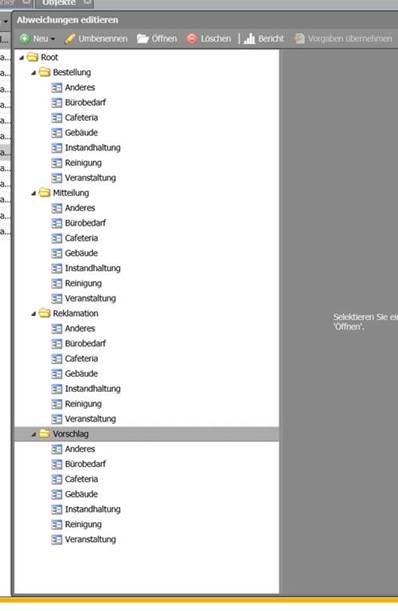 Objekte
Abweichungen editieren
Neu Umbenennen Öffnen Löschen Bericht Vorgaben übernehmen
Root
Bestellung
Anderes
Bürobedarf
Cafeteria
Gebäude
Instandhaltung
Reinigung
Veranstaltung
Mitteilung
Anderes
Bürobedarf
Cafeteria
Gebäude
Instandhaltung
Reinigung
Veranstaltung
Reklamation
Anderes
Bürobedarf
Cafeteria
Gebäude
Instandhaltung
Reinigung
Veranstaltung
Vorschlag
Anderes
Bürobedarf
Cafeteria
Gebäude
Instandhaltung
Reinigung
Veranstaltung
Selektieren Sie ei
'Öffnen'.